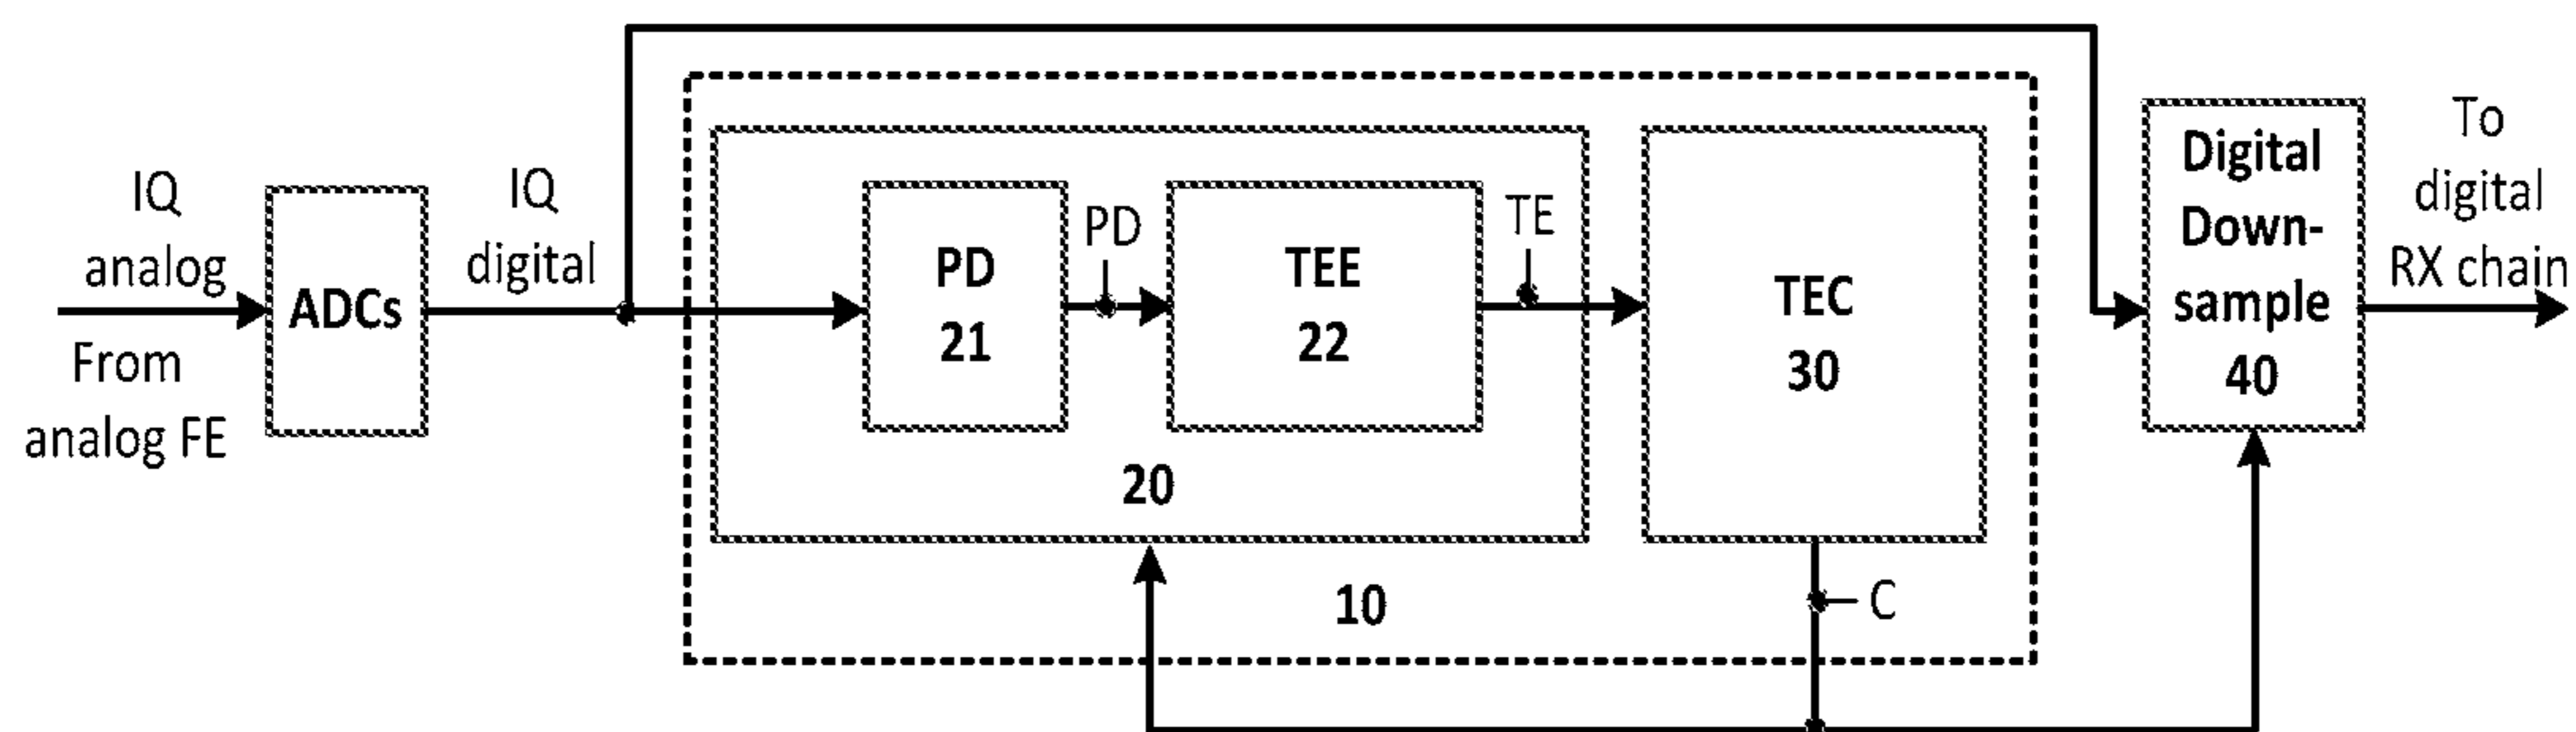 IQ
analog
From
analog FE
ADCs
IQ
digital
PD
21
PD
TEE
22
TE
20
TEC
30
10
C
Digital
Down-
sample
40
To
digital
RX chain